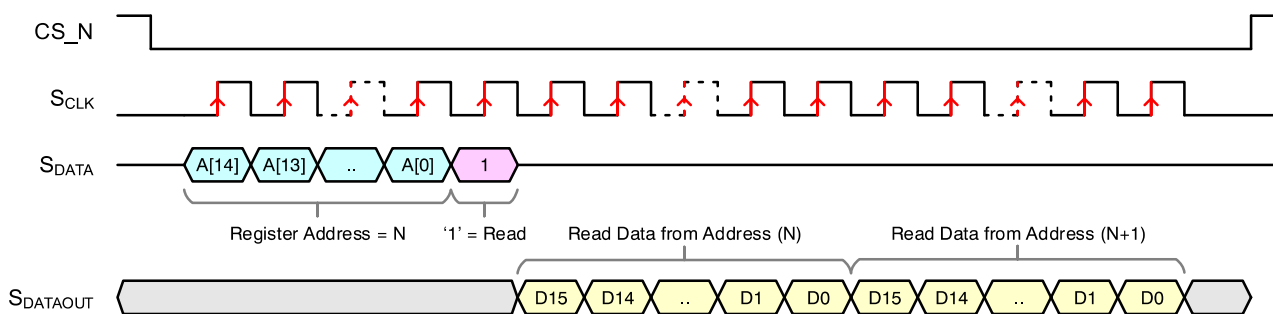 CS_N
SCLK
SDATA A[14] A[13] .. A[0] 1
Register Address = N ‘1’ = Read Read Data from Address (N) Read Data from Address (N+1)
SDATAOUT D15 D14 .. D1 D0 D15 D14 .. D1 D0